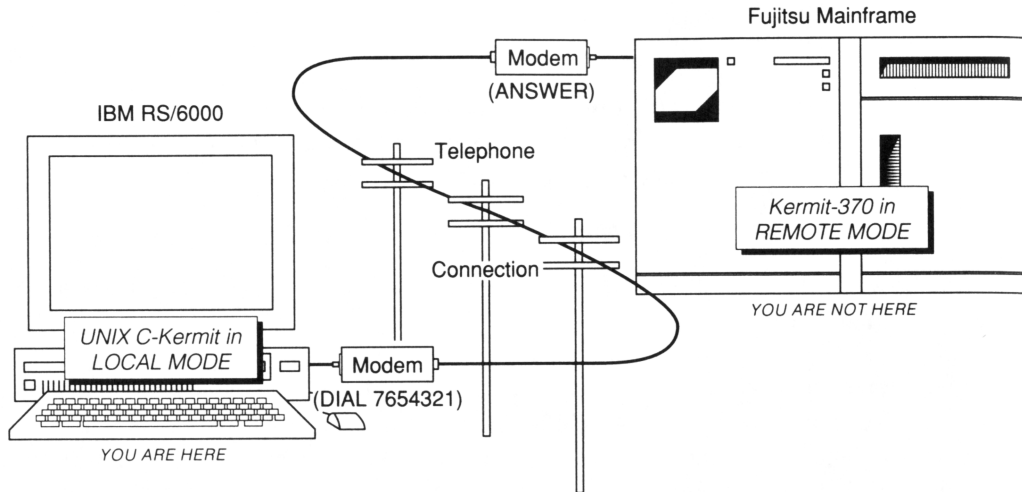 Fujitsu Mainframe
Modem
(ANSWER)
IBM RS/6000
Telephone
Kermit-370 in
REMOTE MODE
Connection
YOU ARE NOT HERE
UNIX C-Kermit in
LOCAL MODE
Modem
(DIAL 7654321)
YOU ARE HERE